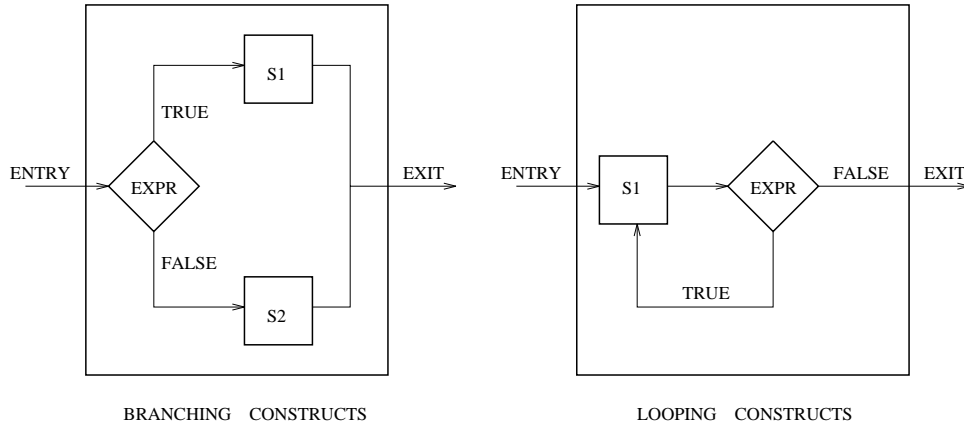 ENTRY
EXPR
TRUE
FALSE
S1
S2
EXIT
BRANCHING CONSTRUCTS
ENTRY
S1
EXPR
TRUE
FALSE
EXIT
LOOPING CONSTRUCTS